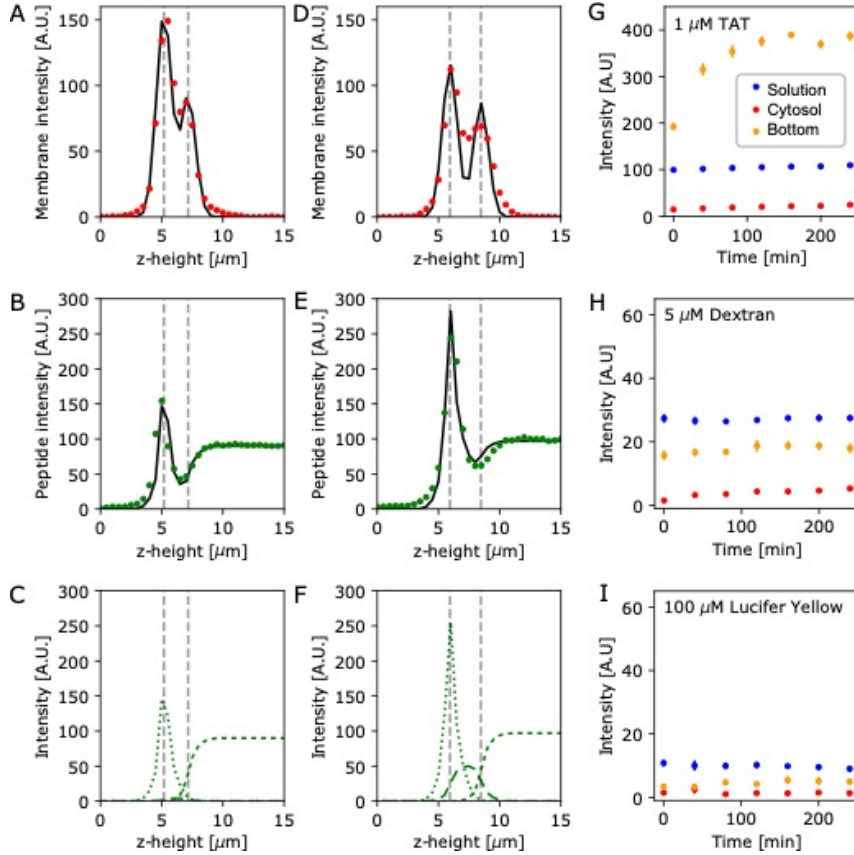 A
Membrane intensity [A.U.]
150
100
50
0
0 5 10 15
z-height [μm]
D
Membrane intensity [A.U.]
150
100
50
0
0 5 10 15
z-height [μm]
G
Intensity [A.U]
400
300
200
100
0
1 μM TAT
Solution
Cytosol
Bottom
0 100 200
Time [min]
B
Peptide intensity [A.U.]
300
250
200
150
100
50
0
0 5 10 15
z-height [μm]
E
Peptide intensity [A.U.]
300
250
200
150
100
50
0
0 5 10 15
z-height [μm]
H
Intensity [A.U]
60
40
20
0
5 μM Dextran
0 100 200
Time [min]
C
Intensity [A.U.]
300
250
200
150
100
50
0
0 5 10 15
z-height [μm]
F
Intensity [A.U.]
300
250
200
150
100
50
0
0 5 10 15
z-height [μm]
I
Intensity [A.U]
60
40
20
0
100 μM Lucifer Yellow
0 100 200
Time [min]